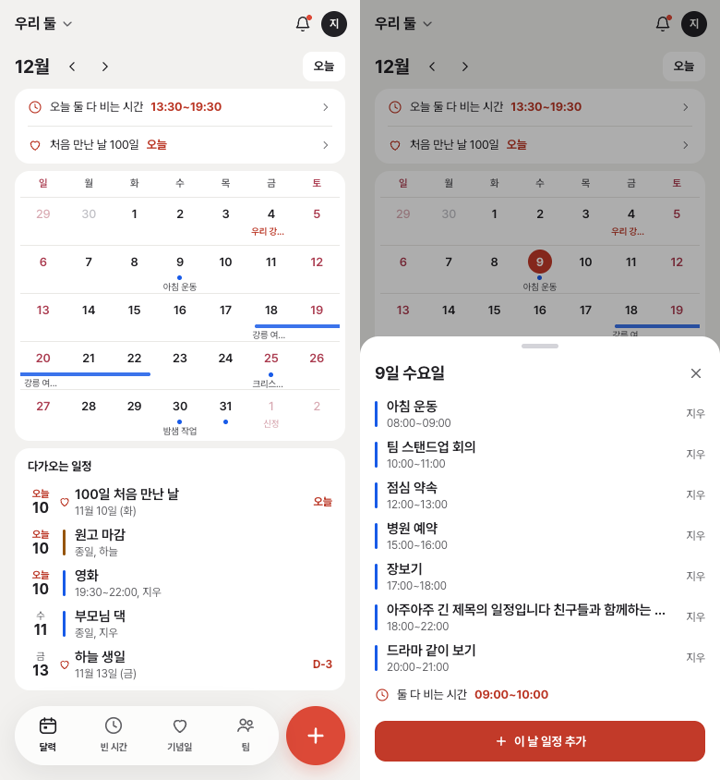 우리 둘
지
12월
오늘
오늘 둘 다 비는 시간 13:30~19:30
처음 만난 날 100일 오늘
일 월 화 수 목 금 토
29 30 1 2 3 4 5
우리 강...
6 7 8 9 10 11 12
아침 운동
13 14 15 16 17 18 19
강릉 여...
20 21 22 23 24 25 26
강릉 여... 크리스...
27 28 29 30 31 1 2
밤샘 작업 신정
다가오는 일정
오늘 10 100일 처음 만난 날 오늘
11월 10일 (화)
오늘 10 원고 마감
종일, 하늘
오늘 10 영화
19:30~22:00, 지우
수 11 부모님 댁
종일, 지우
금 13 하늘 생일 D-3
11월 13일 (금)
달력 빈 시간 기념일 팀
우리 둘
지
12월
오늘
오늘 둘 다 비는 시간 13:30~19:30
처음 만난 날 100일 오늘
일 월 화 수 목 금 토
29 30 1 2 3 4 5
우리 강...
6 7 8 9 10 11 12
아침 운동
13 14 15 16 17 18 19
9일 수요일
아침 운동 지우
08:00~09:00
팀 스탠드업 회의 지우
10:00~11:00
점심 약속 지우
12:00~13:00
병원 예약 지우
15:00~16:00
장보기 지우
17:00~18:00
아주아주 긴 제목의 일정입니다 친구들과 함께하는 ... 지우
18:00~22:00
드라마 같이 보기 지우
20:00~21:00
둘 다 비는 시간 09:00~10:00
이 날 일정 추가